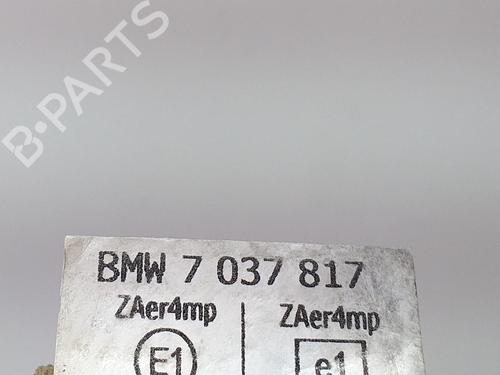 B·PARTS
BMW 7 037 817
ZAer4mp ZAer4mp
E1 e1